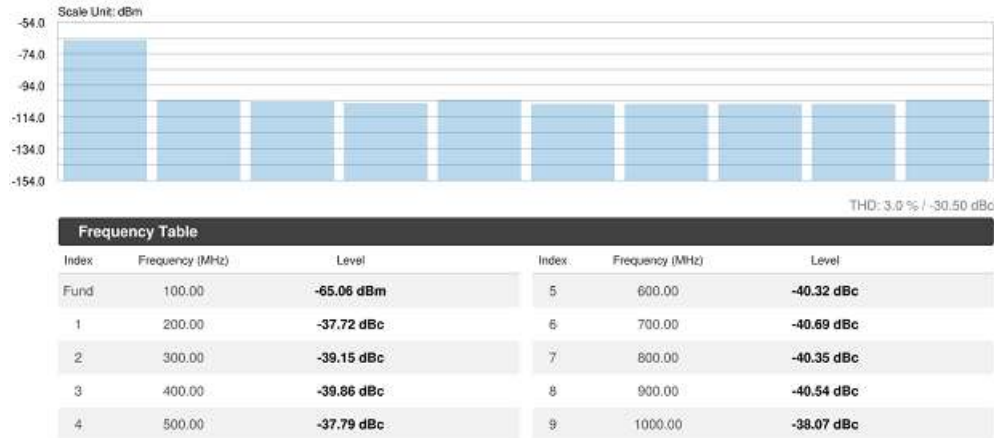 Scale Unit: dBm
-54.0
-74.0
-94.0
-114.0
-134.0
-154.0
THD: 3.0 % / -30.50 dBc
Frequency Table
Index Frequency (MHz) Level Index Frequency (MHz) Level
Fund 100.00 -65.06 dBm 5 600.00 -40.32 dBc
1 200.00 -37.72 dBc 6 700.00 -40.69 dBc
2 300.00 -39.15 dBc 7 800.00 -40.35 dBc
3 400.00 -39.86 dBc 8 900.00 -40.54 dBc
4 500.00 -37.79 dBc 9 1000.00 -38.07 dBc